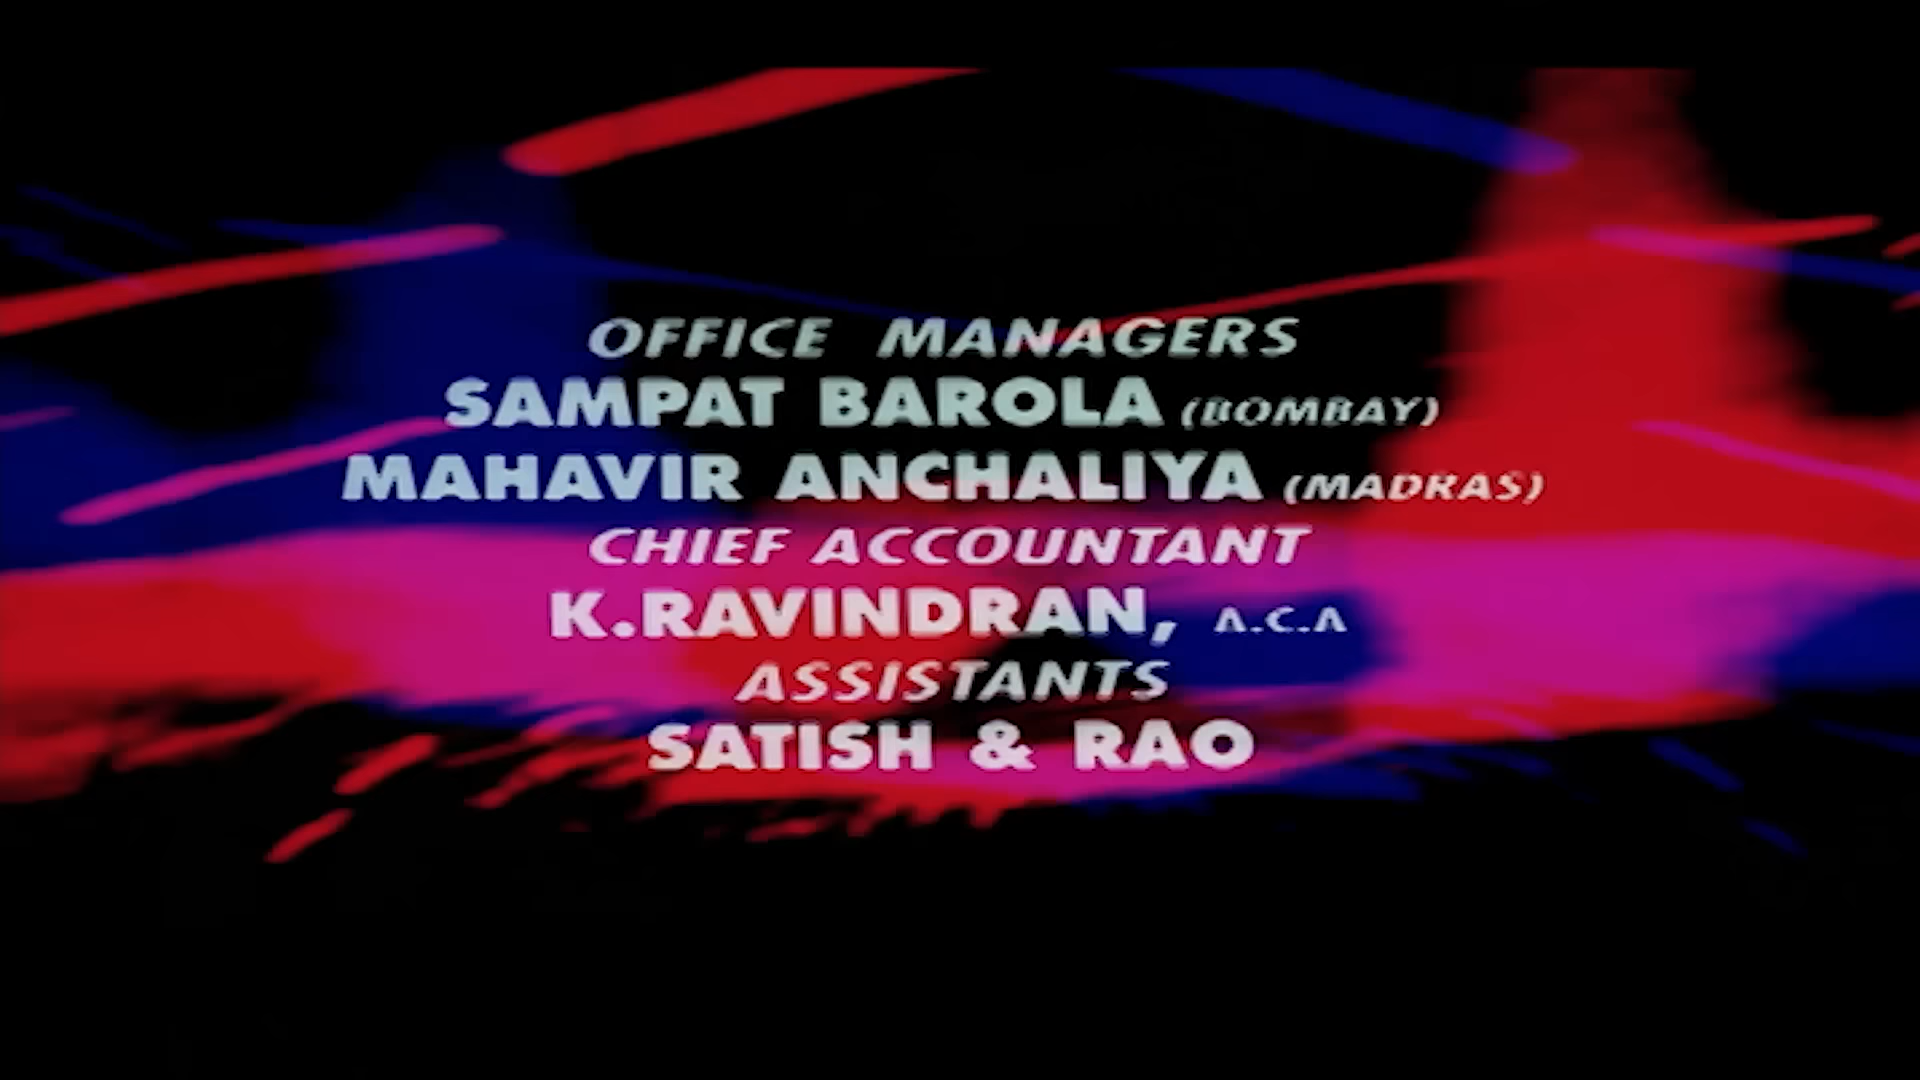 OFFICE MANAGERS
SAMPAT BAROLA (BOMBAY)
MAHAVIR ANCHALIYA (MADRAS)
CHIEF ACCOUNTANT
K.RAVINDRAN, A.C.A
ASSISTANTS
SATISH & RAO